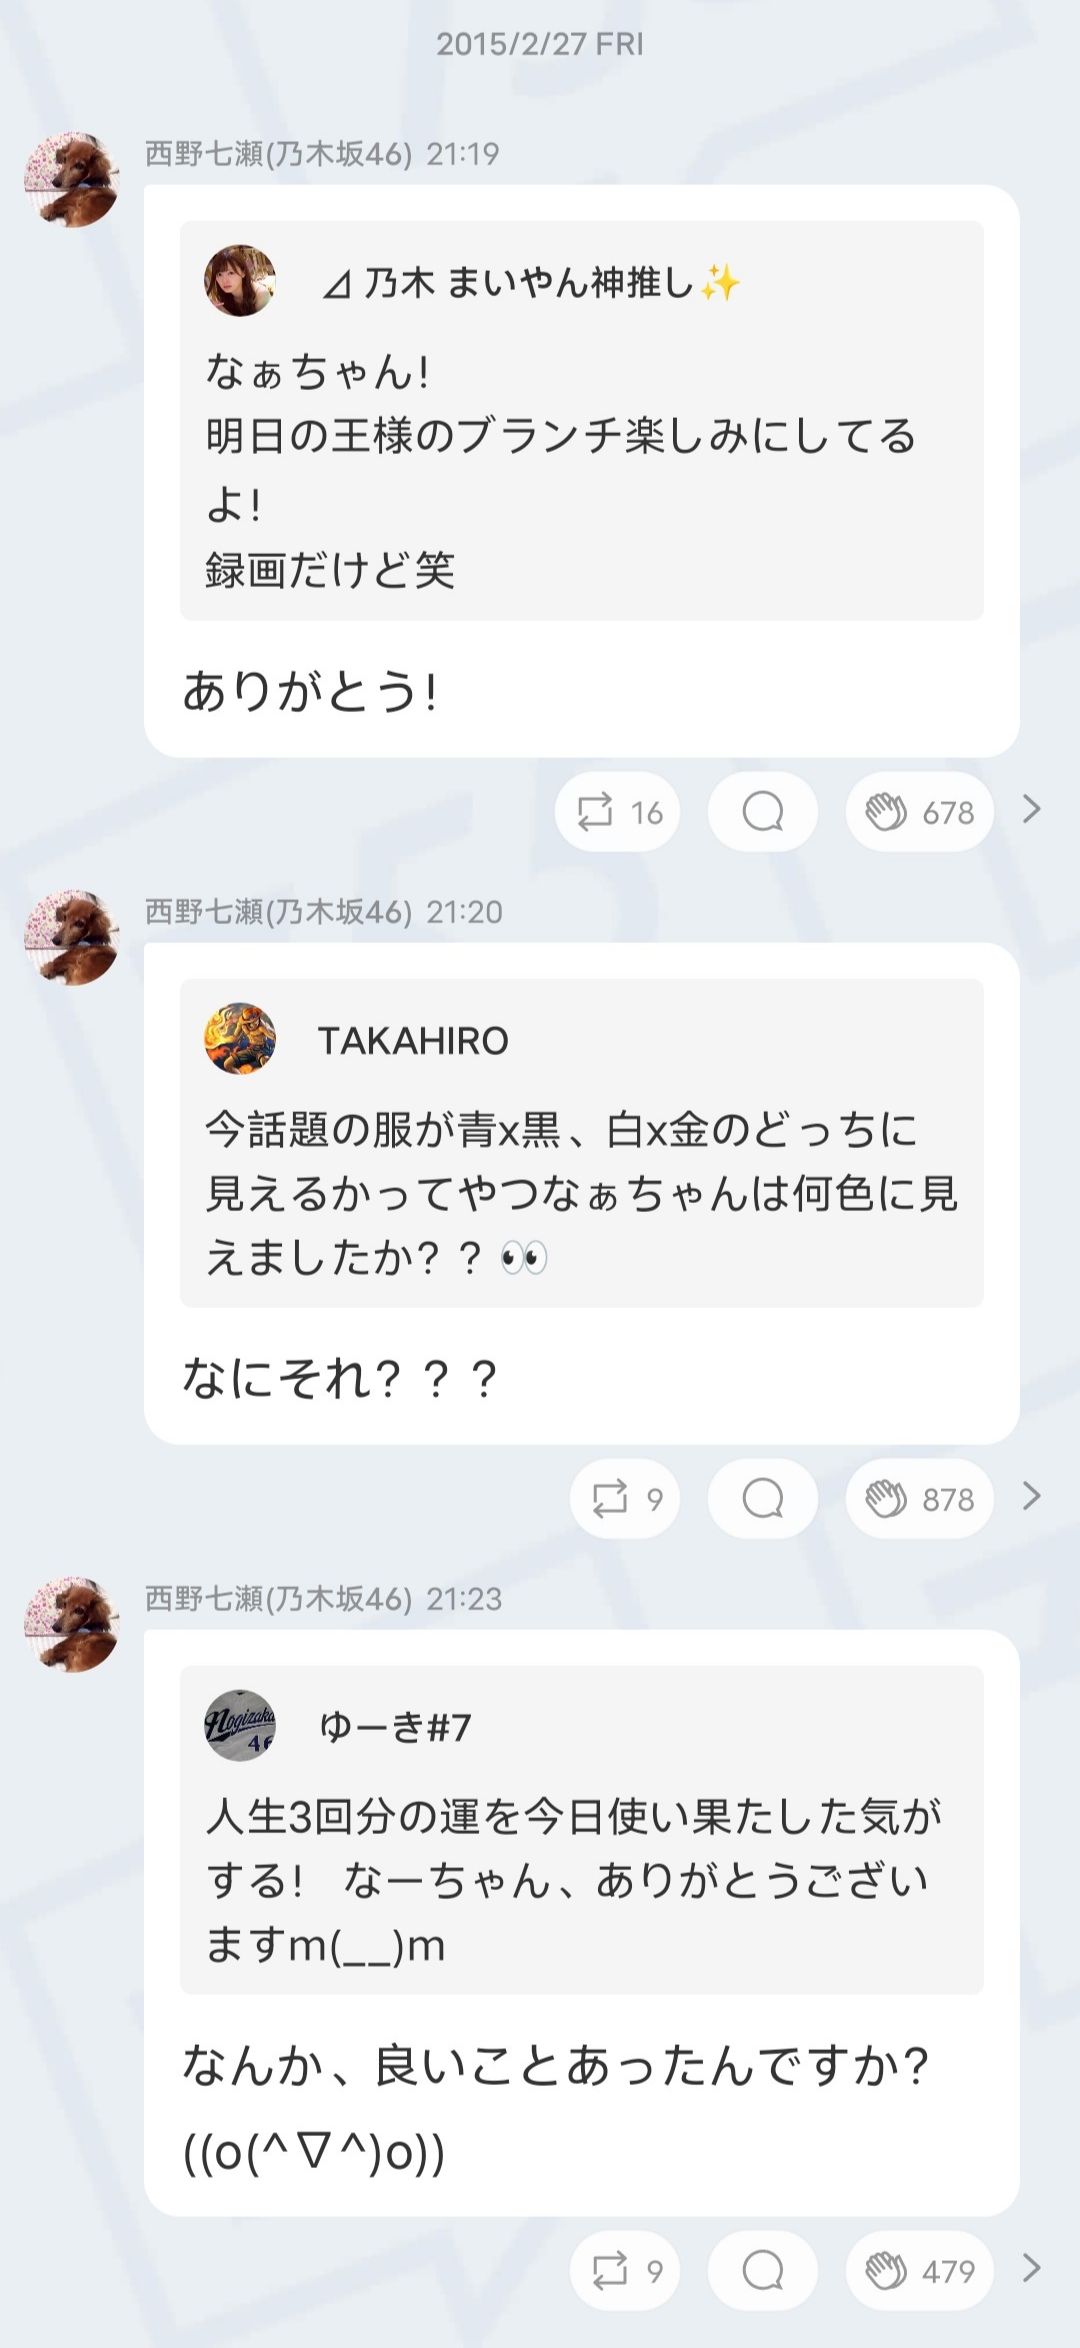 2015/2/27 FRI
西野七瀬(乃木坂46) 21:19
⊿ 乃木 まいやん神推し✨
なぁちゃん!
明日の王様のブランチ楽しみにしてる
よ!
録画だけど笑
ありがとう!
16
678
西野七瀬(乃木坂46) 21:20
TAKAHIRO
今話題の服が青x黒、白x金のどっちに
見えるかってやつなぁちゃんは何色に見
えましたか？？👀
なにそれ？？？
9
878
西野七瀬(乃木坂46) 21:23
Nogizaka
46
ゆーき#7
人生3回分の運を今日使い果たした気が
する! なーちゃん、ありがとうござい
ますm(__)m
なんか、良いことあったんですか?
((o(^∇^)o))
9
479